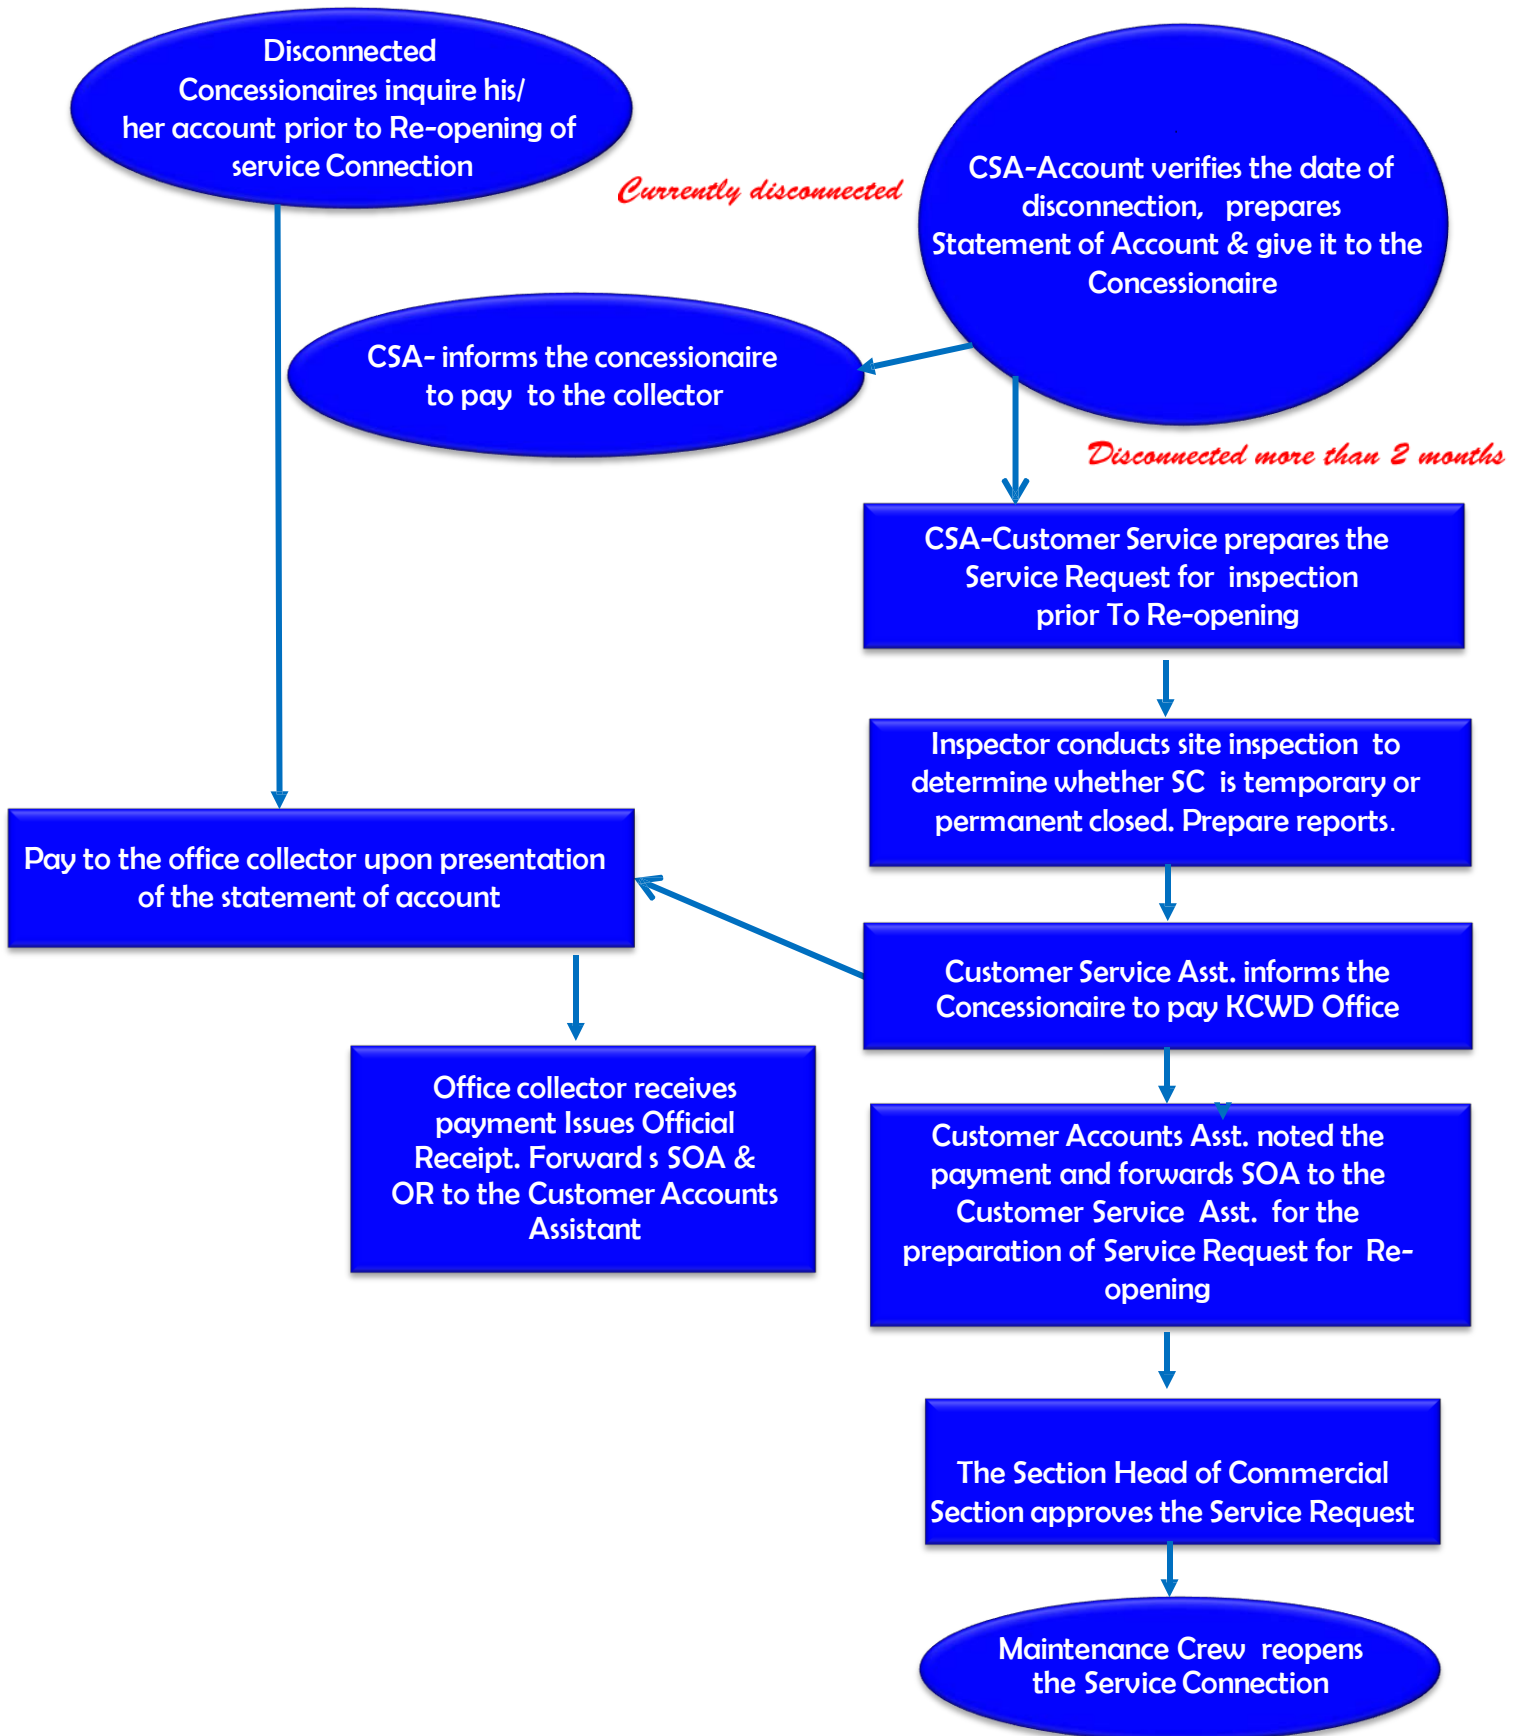 Disconnected
Concessionaires inquire his/
her account prior to Re-opening of
service Connection
Currently disconnected
CSA-Account verifies the date of
disconnection, prepares
Statement of Account & give it to the
Concessionaire
CSA- informs the concessionaire
to pay to the collector
Disconnected more than 2 months
CSA-Customer Service prepares the
Service Request for inspection
prior To Re-opening
Inspector conducts site inspection to
determine whether SC is temporary or
permanent closed. Prepare reports.
Pay to the office collector upon presentation
of the statement of account
Customer Service Asst. informs the
Concessionaire to pay KCWD Office
Office collector receives
payment Issues Official
Receipt. Forward s SOA &
OR to the Customer Accounts
Assistant
Customer Accounts Asst. noted the
payment and forwards SOA to the
Customer Service Asst. for the
preparation of Service Request for Re-
opening
The Section Head of Commercial
Section approves the Service Request
Maintenance Crew reopens
the Service Connection